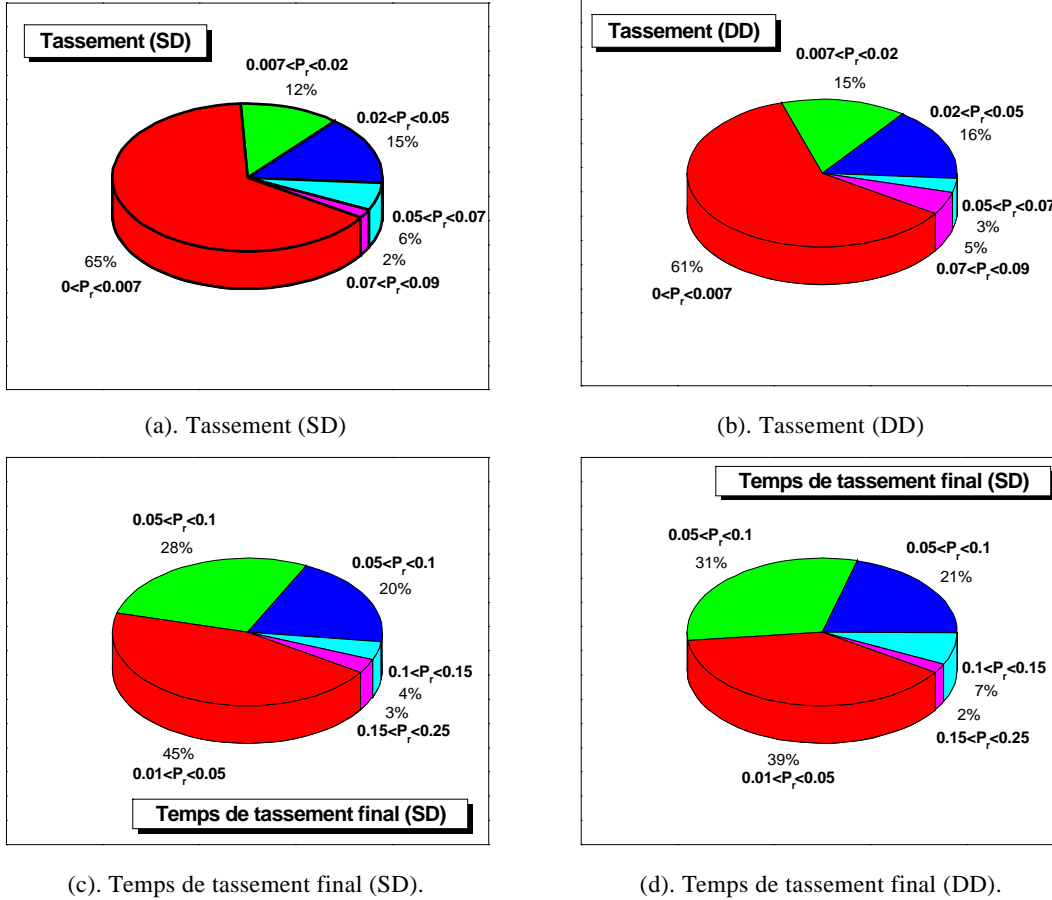 Tassement (SD)
0.007<Pr<0.02
12%
0.02<Pr<0.05
15%
0.05<Pr<0.07
6%
2%
0.07<Pr<0.09
65%
0<Pr<0.007
(a). Tassement (SD)
Tassement (DD)
0.007<Pr<0.02
15%
0.02<Pr<0.05
16%
0.05<Pr<0.07
3%
5%
0.07<Pr<0.09
61%
0<Pr<0.007
(b). Tassement (DD)
0.05<Pr<0.1
28%
0.05<Pr<0.1
20%
0.1<Pr<0.15
4%
3%
0.15<Pr<0.25
45%
0.01<Pr<0.05
Temps de tassement final (SD)
(c). Temps de tassement final (SD).
Temps de tassement final (SD)
0.05<Pr<0.1
31%
0.05<Pr<0.1
21%
0.1<Pr<0.15
7%
2%
0.15<Pr<0.25
39%
0.01<Pr<0.05
(d). Temps de tassement final (DD).